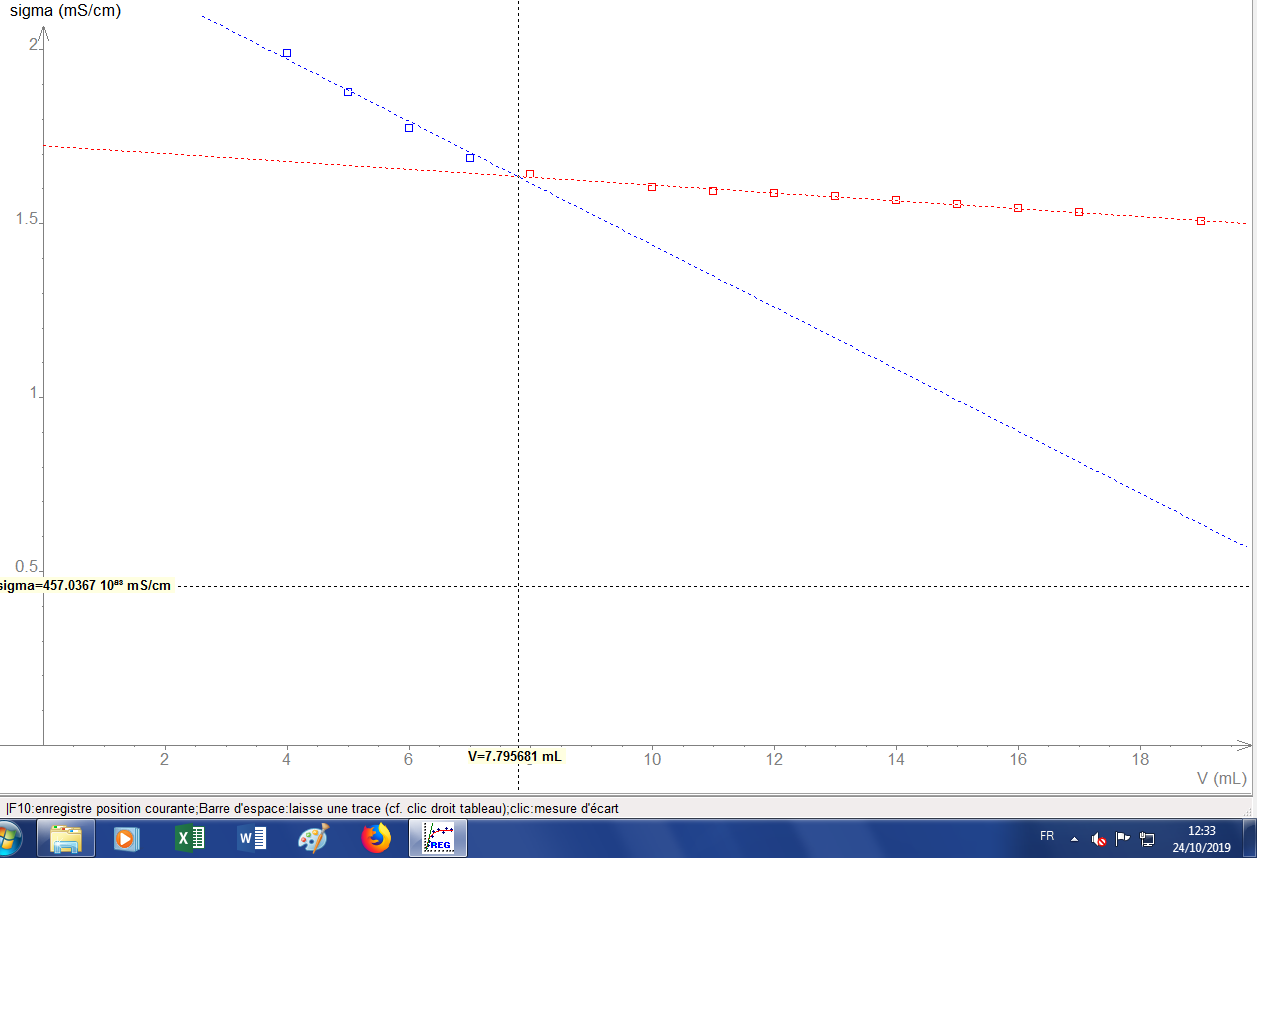 sigma (mS/cm)
2
1.5
1
0.5
sigma=457.0367 10⁻³ mS/cm
2 4 6 10 12 14 16 18
V=7.795681 mL
V (mL)
|F10:enregistre position courante;Barre d'espace:laisse une trace (cf. clic droit tableau);clic:mesure d'écart
X W REG FR 12:33
24/10/2019